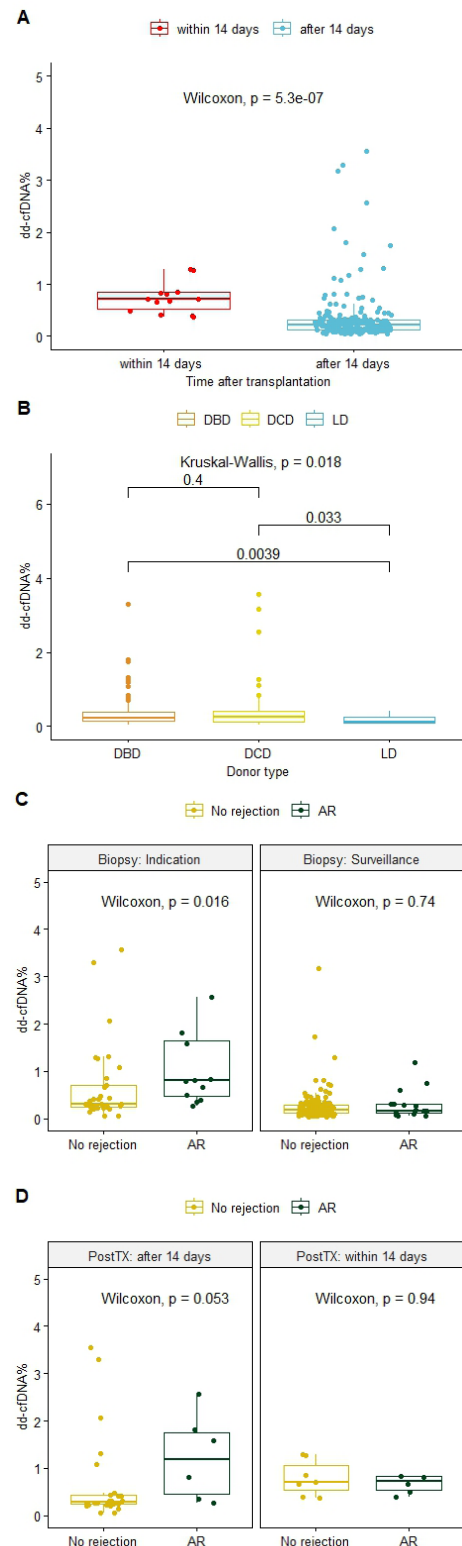 A
within 14 days after 14 days
Wilcoxon, p = 5.3e-07
5
4
3
2
1
0
dd-cfDNA%
within 14 days after 14 days
Time after transplantation
B
DBD DCD LD
Kruskal-Wallis, p = 0.018
0.4
0.033
0.0039
6
4
2
0
dd-cfDNA%
DBD DCD LD
Donor type
C
No rejection AR
Biopsy: Indication Biopsy: Surveillance
Wilcoxon, p = 0.016 Wilcoxon, p = 0.74
5
4
3
2
1
0
dd-cfDNA%
No rejection AR No rejection AR
D
No rejection AR
PostTX: after 14 days PostTX: within 14 days
Wilcoxon, p = 0.053 Wilcoxon, p = 0.94
5
4
3
2
1
0
dd-cfDNA%
No rejection AR No rejection AR